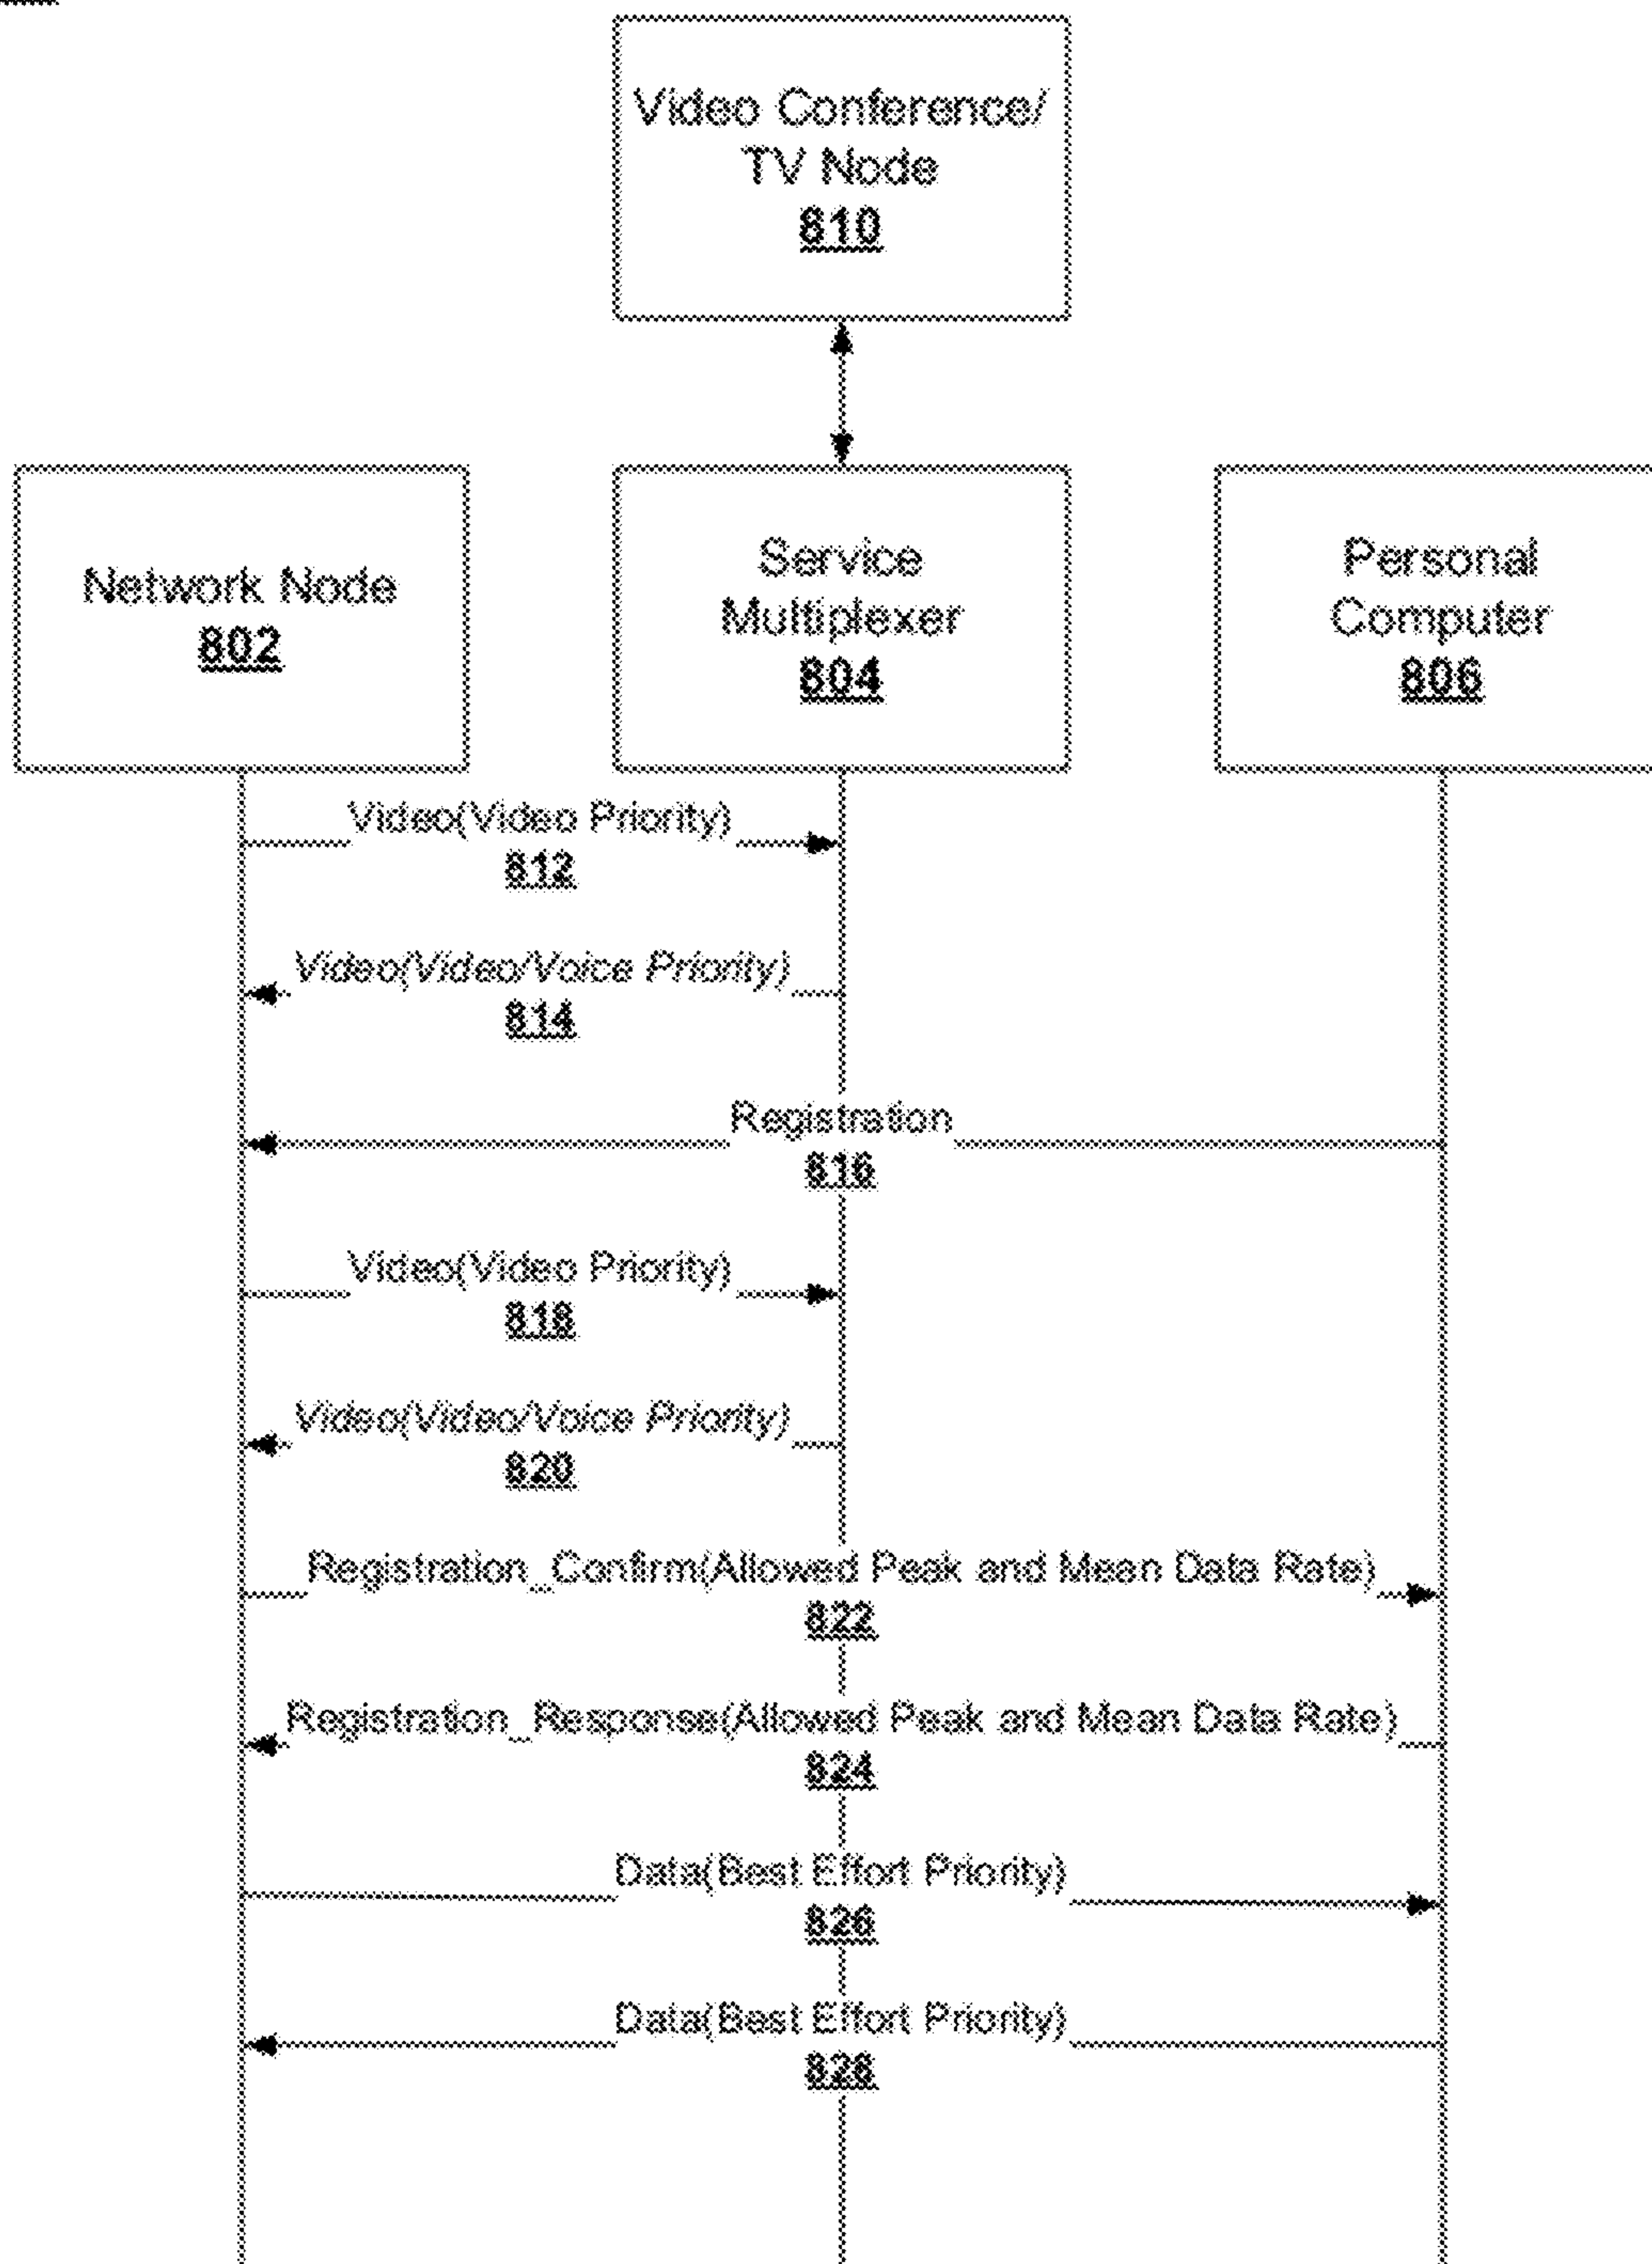 Video Conference/
TV Node
810
Network Node
802
Service
Multiplexer
804
Personal
Computer
806
Video(Video Priority)
812
Video(Video/Voice Priority)
814
Registration
816
Video(Video Priority)
818
Video(Video/Voice Priority)
820
Registration_Confirm(Allowed Peak and Mean Data Rate)
822
Registration_Response(Allowed Peak and Mean Data Rate)
824
Data(Best Effort Priority)
826
Data(Best Effort Priority)
828